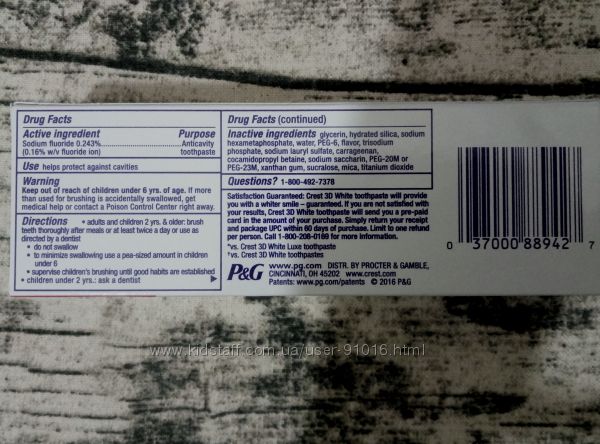 Drug Facts
Active ingredient Purpose
Sodium fluoride 0.243% Anticavity
(0.16% w/v fluoride ion) toothpaste
Use helps protect against cavities
Warning
Keep out of reach of children under 6 yrs. of age. If more
than used for brushing is accidentally swallowed, get
medical help or contact a Poison Control Center right away.
Directions • adults and children 2 yrs. & older: brush
teeth thoroughly after meals or at least twice a day or use as
directed by a dentist
• do not swallow
• to minimize swallowing use a pea-sized amount in children
under 6
• supervise children's brushing until good habits are established
• children under 2 yrs.: ask a dentist
Drug Facts (continued)
Inactive ingredients glycerin, hydrated silica, sodium
hexametaphosphate, water, PEG-6, flavor, trisodium
phosphate, sodium lauryl sulfate, carrageenan,
cocamidopropyl betaine, sodium saccharin, PEG-20M or
PEG-23M, xanthan gum, sucralose, mica, titanium dioxide
Questions? 1-800-492-7378
Satisfaction Guaranteed: Crest 3D White toothpaste will provide
you with a whiter smile – guaranteed. If you are not satisfied with
your results, Crest 3D White toothpaste will send you a pre-paid
card in the amount of your purchase. Simply return your receipt
and package UPC within 60 days of purchase. Limit to one refund
per person. Call 1-800-208-0189 for more information.
*vs. Crest 3D White Luxe toothpaste
†vs. Crest 3D White toothpastes
P&G
www.pg.com DISTR. BY PROCTER & GAMBLE,
CINCINNATI, OH 45202 www.crest.com
Patents: www.pg.com/patents © 2016 P&G
0 37000 88942 7
www.kidstaff.com.ua/user-91016.html